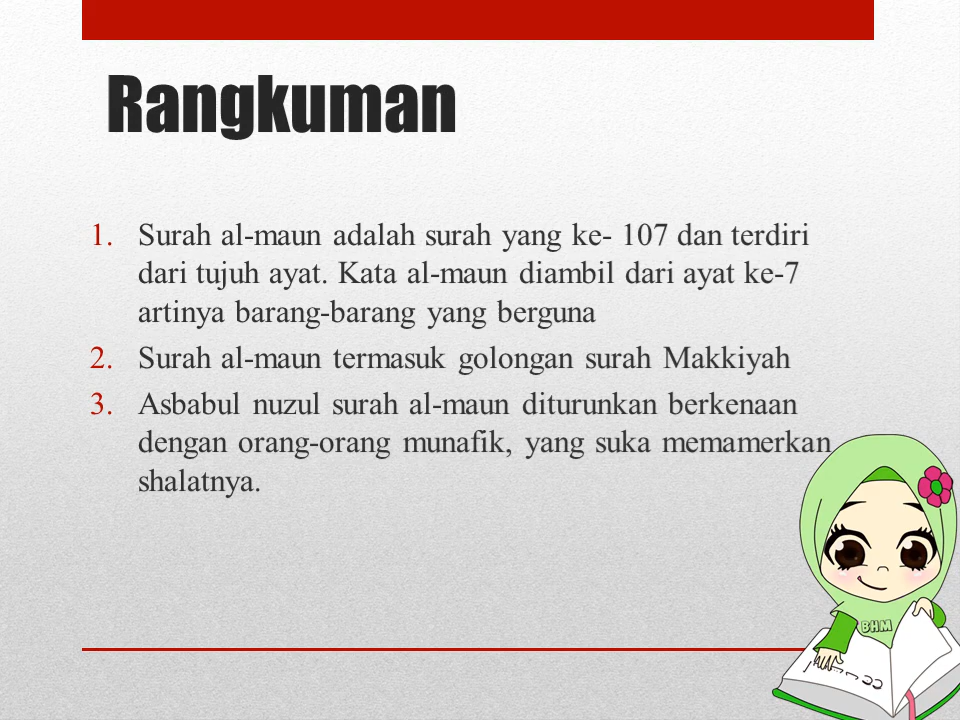 Rangkuman
1. Surah al-maun adalah surah yang ke- 107 dan terdiri
dari tujuh ayat. Kata al-maun diambil dari ayat ke-7
artinya barang-barang yang berguna
2. Surah al-maun termasuk golongan surah Makkiyah
3. Asbabul nuzul surah al-maun diturunkan berkenaan
dengan orang-orang munafik, yang suka memamerkan
shalatnya.
BHM